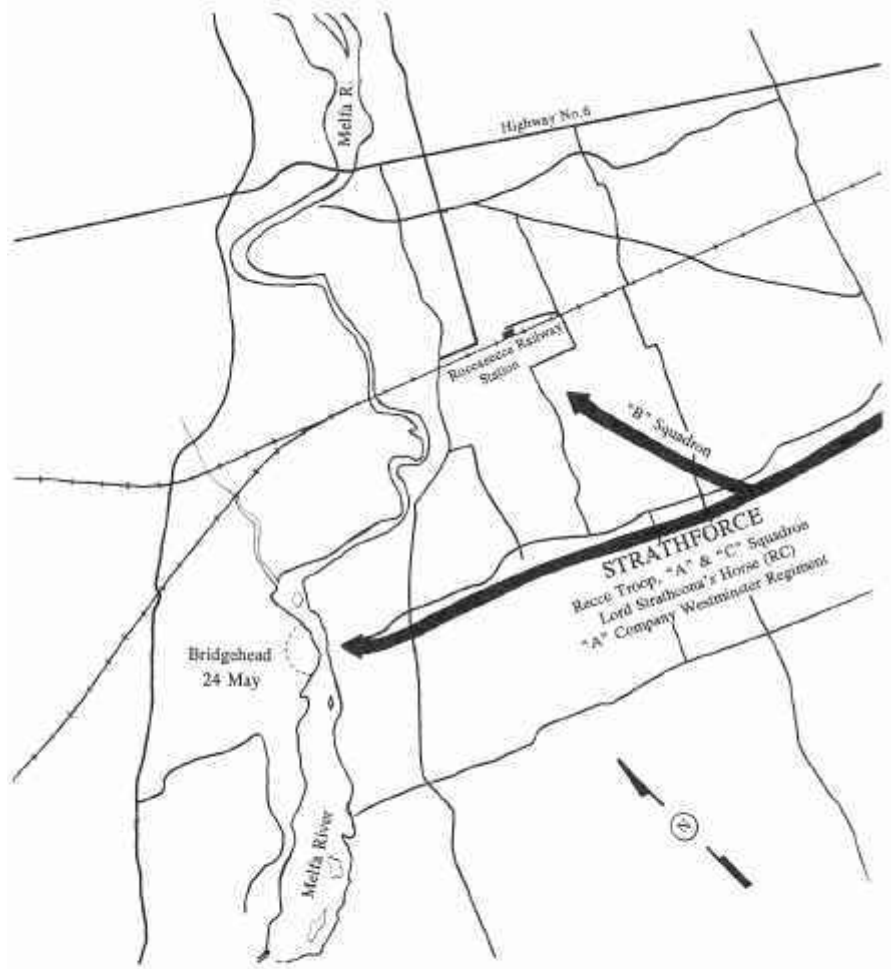 Melfa R.
Highway No.6
Roccasecca Railway
Station
"B" Squadron
STRATHFORCE
Recce Troop, "A" & "C" Squadron
Lord Strathcona's Horse (RC)
"A" Company Westminster Regiment
Bridgehead
24 May
Melfa River
N